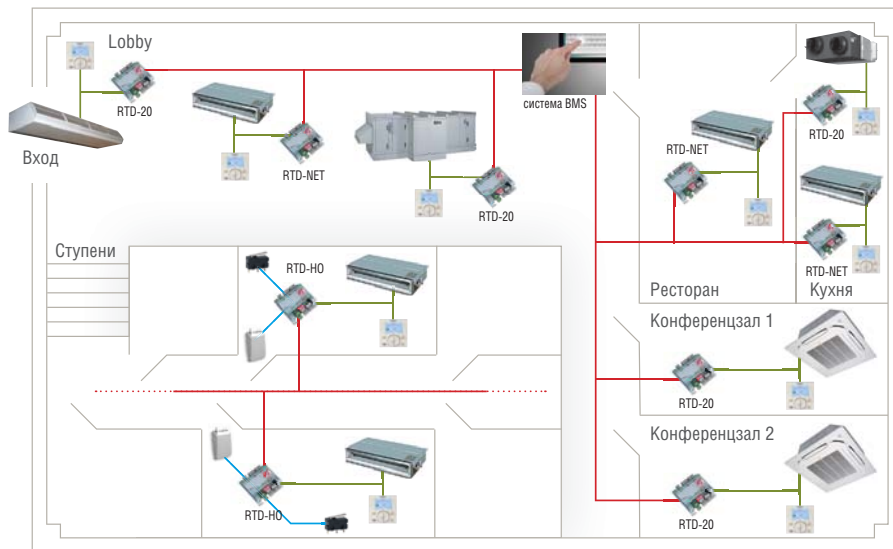 Lobby
RTD-20
Вход
RTD-NET
RTD-20
система BMS
RTD-NET
RTD-20
RTD-NET
Ресторан
Кухня
Ступени
RTD-HO
Конференцзал 1
RTD-20
Конференцзал 2
RTD-20
RTD-HO